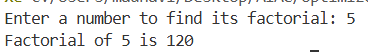 Enter a number to find its factorial: 5
Factorial of 5 is 120